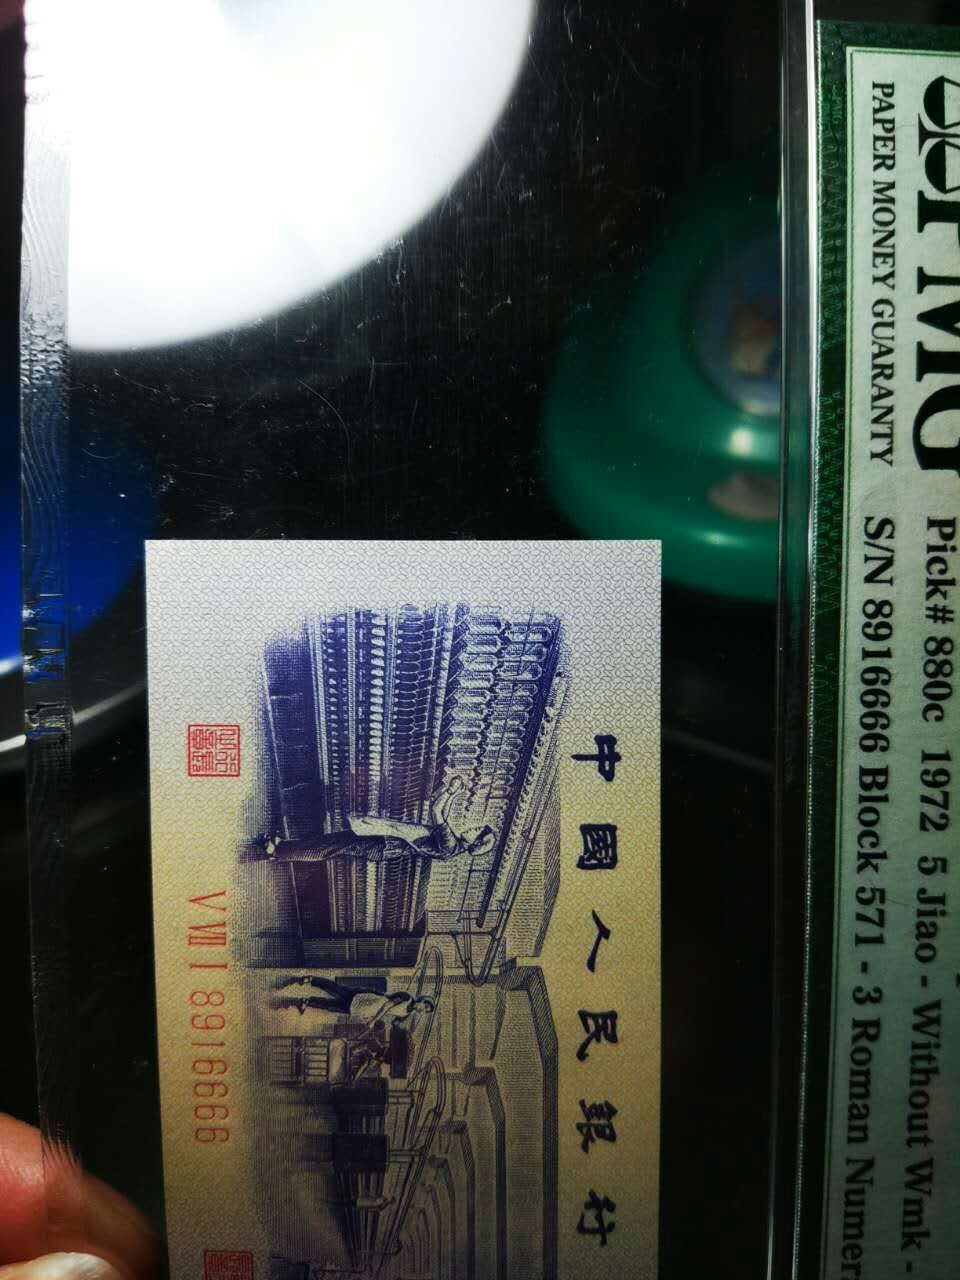 PMG
PAPER MONEY GUARANTY
Pick# 880c 1972 5 Jiao - Without Wmk -
S/N 8916666 Block 571 - 3 Roman Numer
中國人民銀行
VII I 8916666